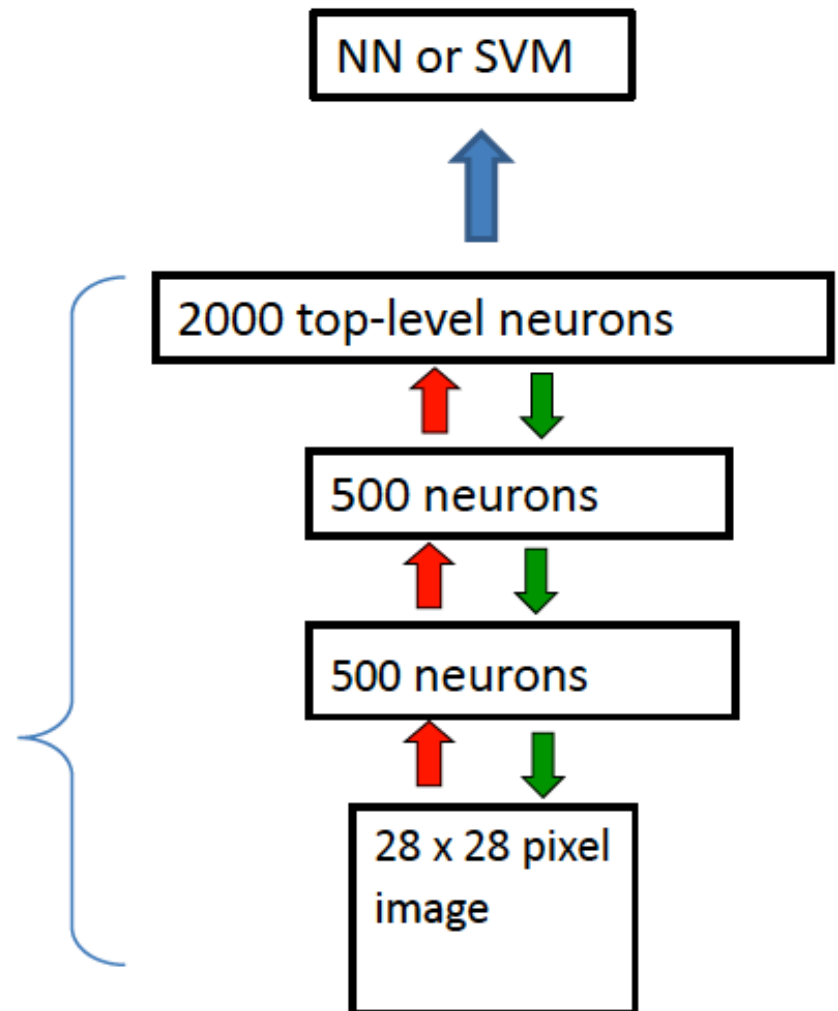 NN or SVM
2000 top-level neurons
500 neurons
500 neurons
28 x 28 pixel
image